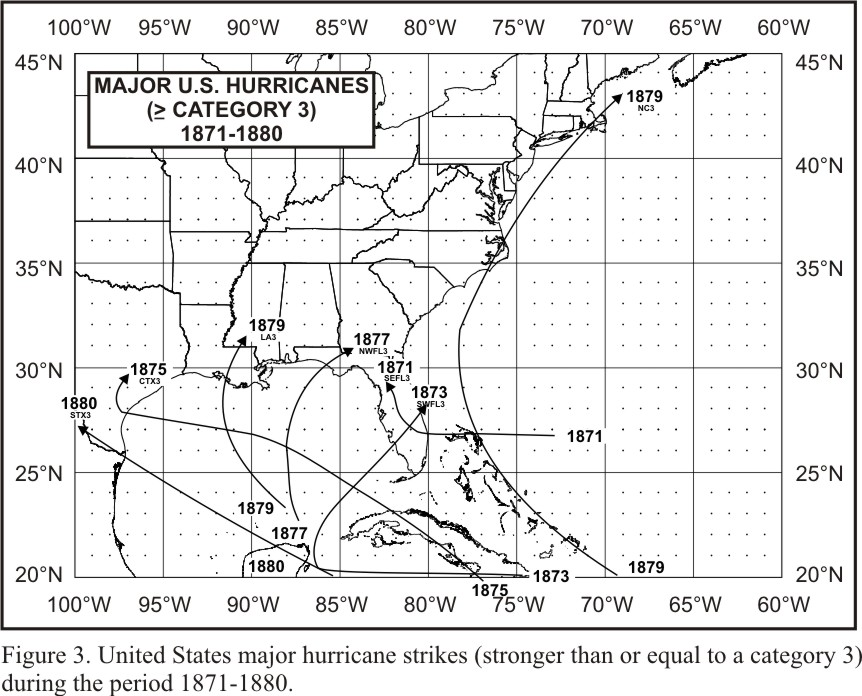 100°W 95°W 90°W 85°W 80°W 75°W 70°W 65°W 60°W
45°N 45°N
MAJOR U.S. HURRICANES
(≥ CATEGORY 3)
1871-1880
1879
NC3
40°N 40°N
35°N 35°N
1879
LA3
1877
NWFL3
30°N 30°N
1875
CTX3
1871
SEFL3
1873
SWFL3
1880
STX3
1871
25°N 25°N
1879
1877
1880
1873
1879
20°N 20°N
1875
100°W 95°W 90°W 85°W 80°W 75°W 70°W 65°W 60°W
Figure 3. United States major hurricane strikes (stronger than or equal to a category 3)
during the period 1871-1880.